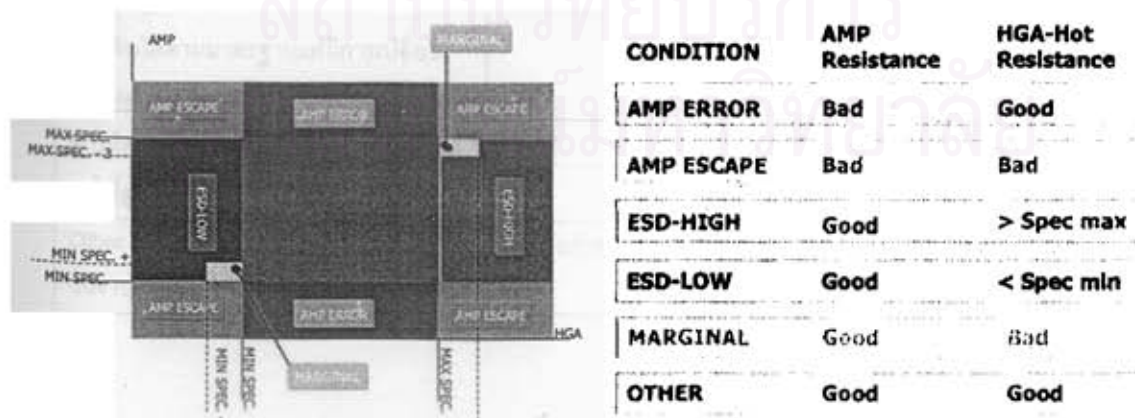 AMP
MARGINAL
AMP ESCAPE
AMP ERROR
AMP ESCAPE
MAX SPEC.
MAX SPEC. -3
ESD-LOW
ESD-HIGH
MIN SPEC. +
MIN SPEC.
AMP ESCAPE
AMP ERROR
AMP ESCAPE
HGA
MIN SPEC.
MIN SPEC.
MARGINAL
MAX SPEC
CONDITION AMP Resistance HGA-Hot Resistance
AMP ERROR Bad Good
AMP ESCAPE Bad Bad
ESD-HIGH Good > Spec max
ESD-LOW Good < Spec min
MARGINAL Good Bad
OTHER Good Good